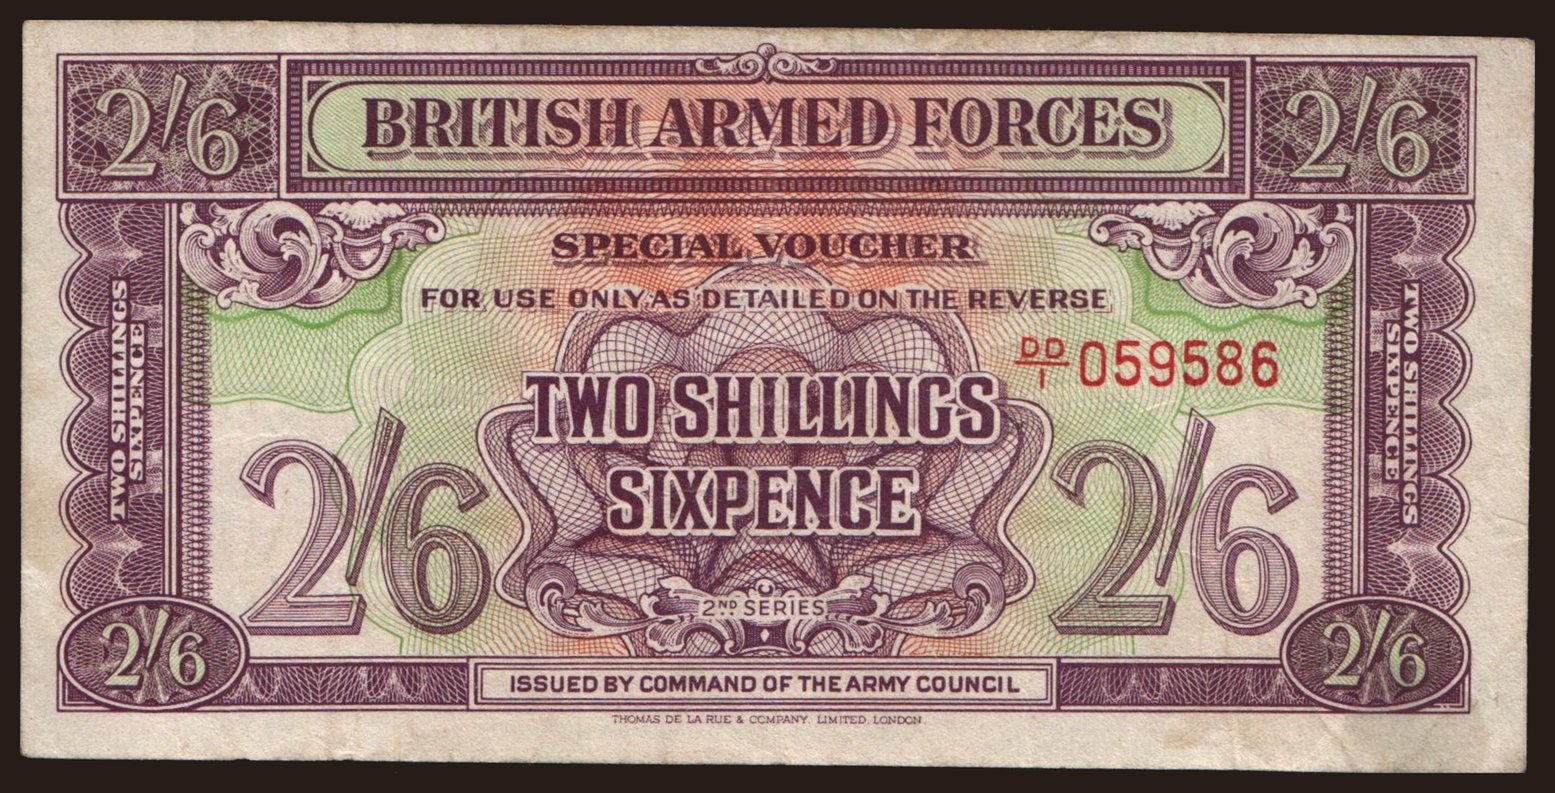 2/6
BRITISH ARMED FORCES
2/6
SPECIAL VOUCHER
FOR USE ONLY AS DETAILED ON THE REVERSE
DD/1 059586
TWO SHILLINGS
SIXPENCE
TWO SHILLINGS
SIXPENCE
TWO SHILLINGS
SIXPENCE
2/6
2/6
2ND SERIES
2/6
2/6
ISSUED BY COMMAND OF THE ARMY COUNCIL
THOMAS DE LA RUE & COMPANY, LIMITED, LONDON.